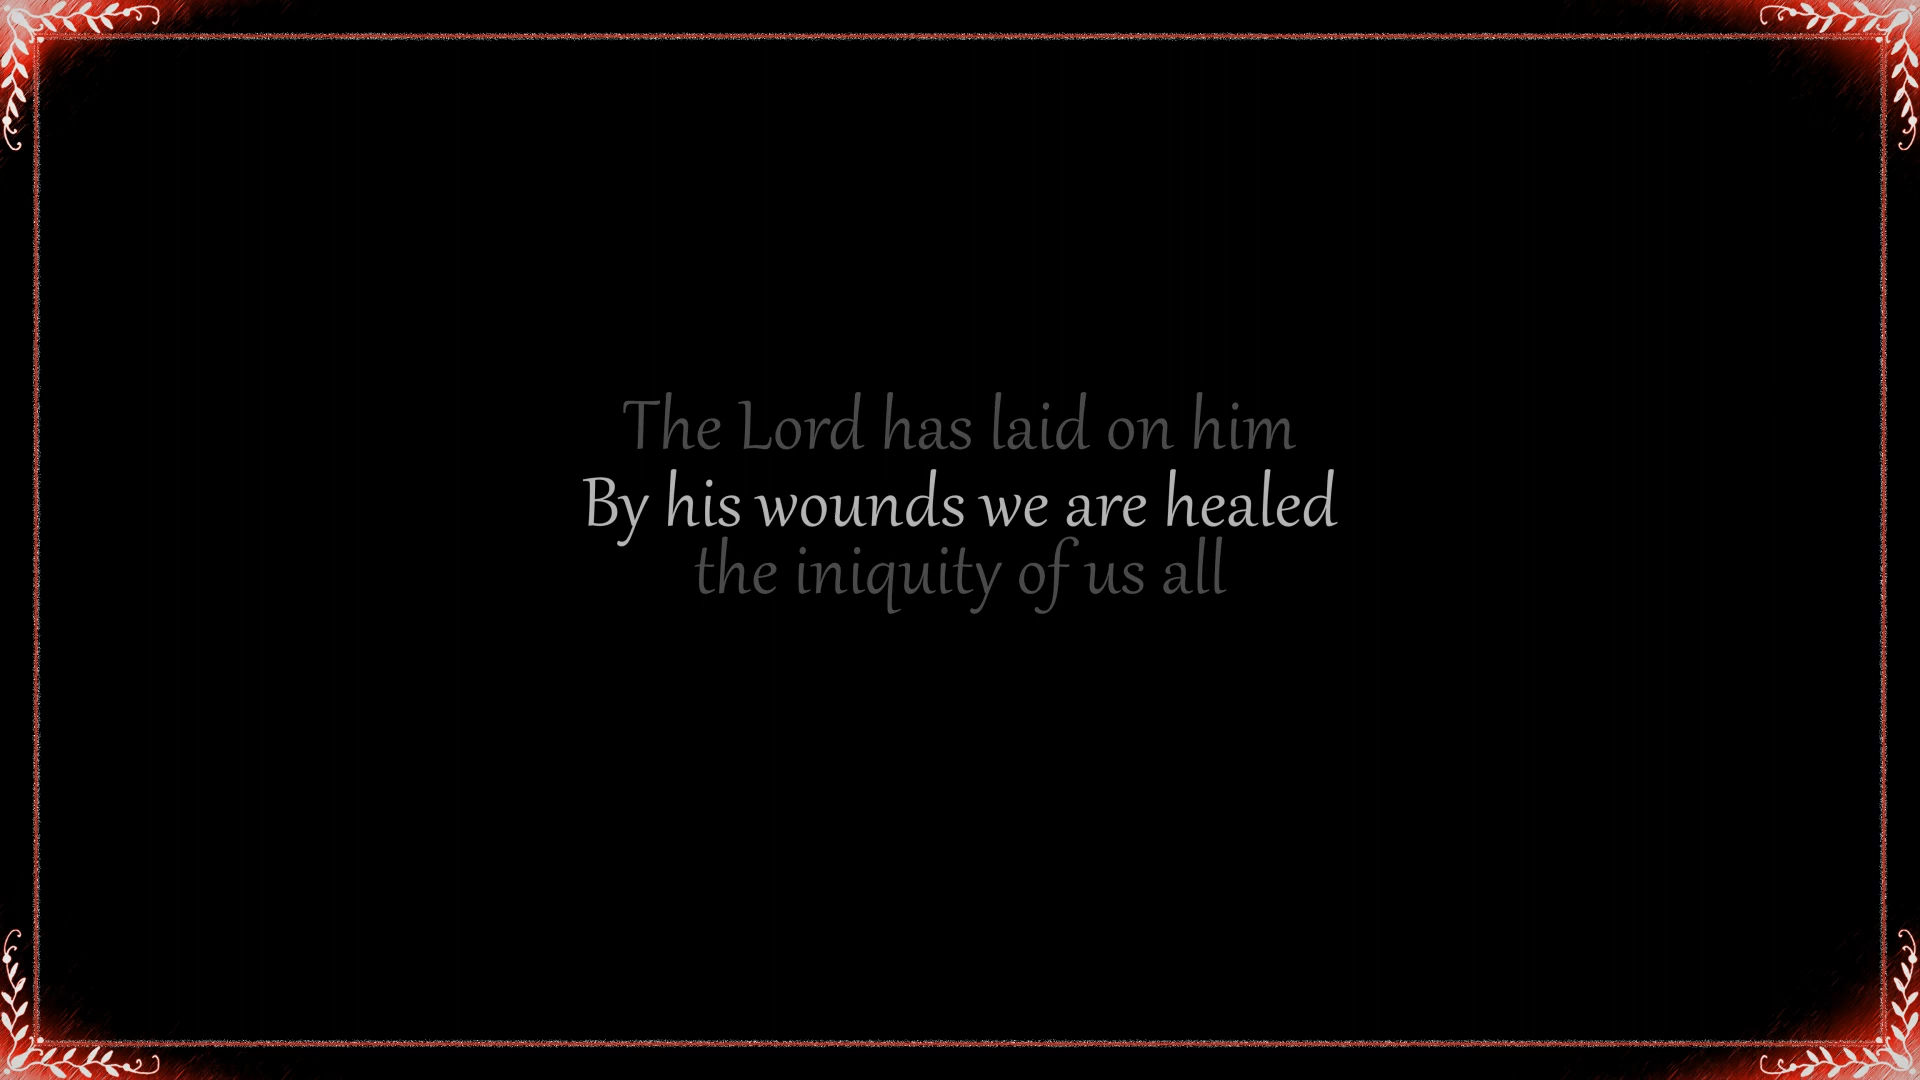 The Lord has laid on him
By his wounds we are healed
the iniquity of us all